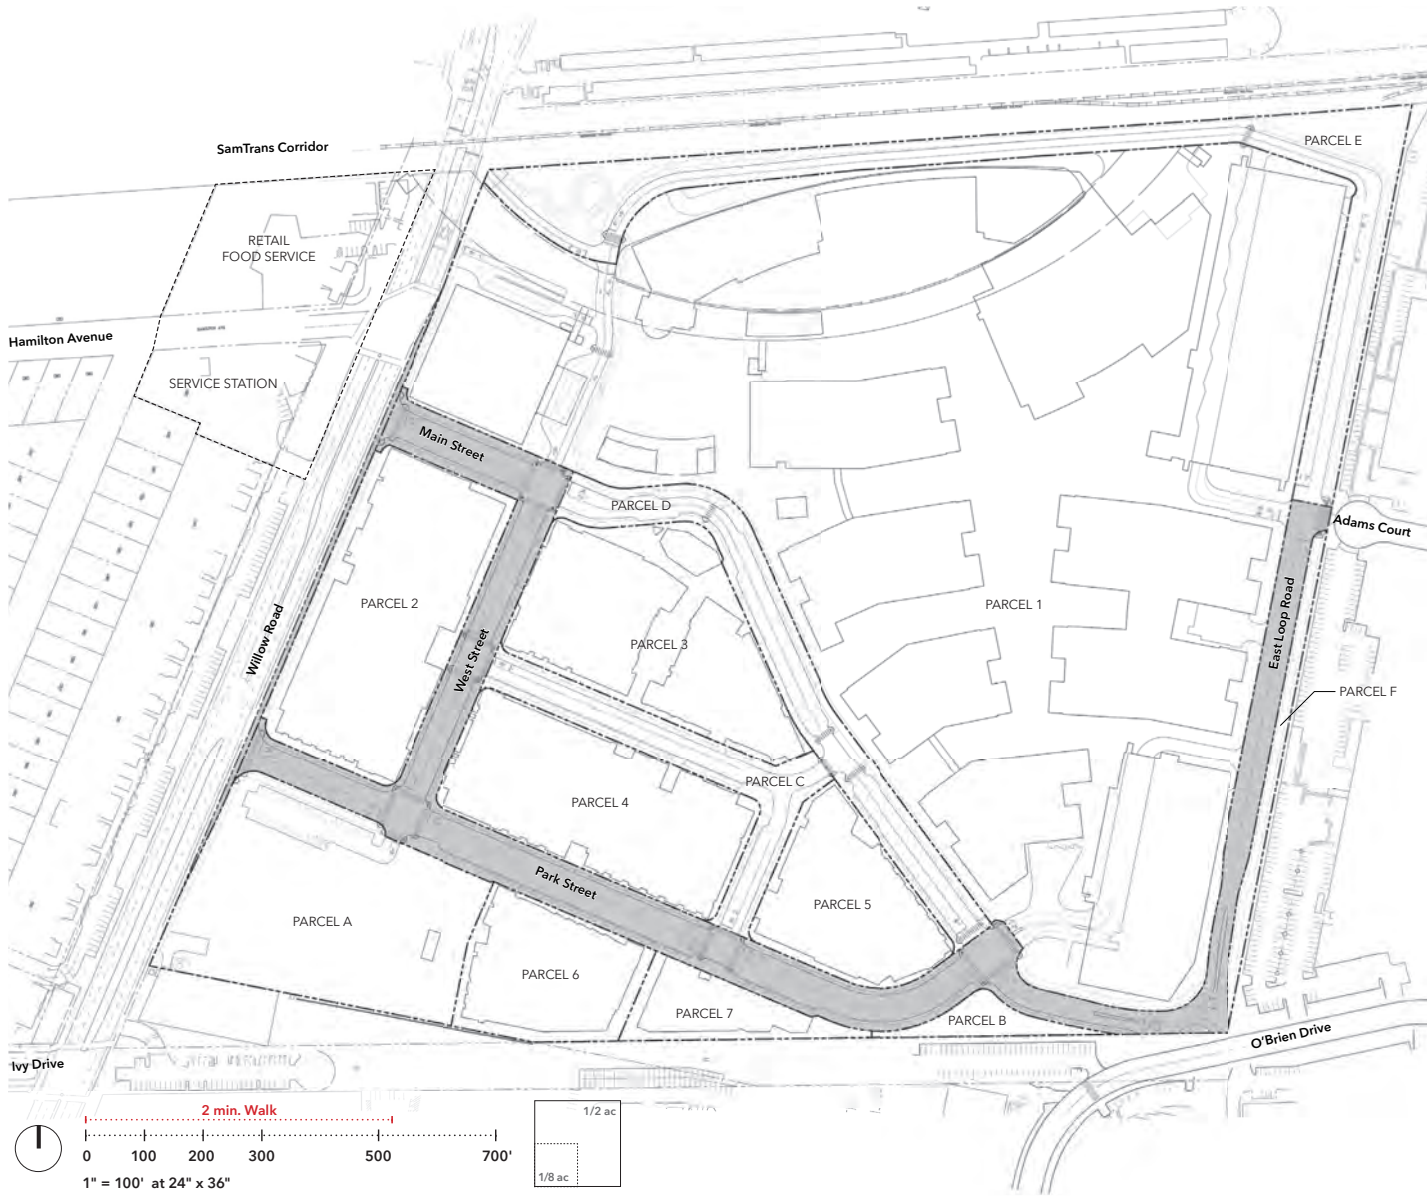 SamTrans Corridor
PARCEL E
RETAIL
FOOD SERVICE
Hamilton Avenue
SERVICE STATION
Main Street
PARCEL D
Adams Court
PARCEL 2
PARCEL 1
East Loop Road
Willow Road
West Street
PARCEL 3
PARCEL F
PARCEL C
PARCEL 4
Park Street
PARCEL 5
PARCEL A
PARCEL 6
PARCEL 7
PARCEL B
O'Brien Drive
Ivy Drive
2 min. Walk
1/2 ac
0 100 200 300 500 700'
1/8 ac
1" = 100' at 24" x 36"